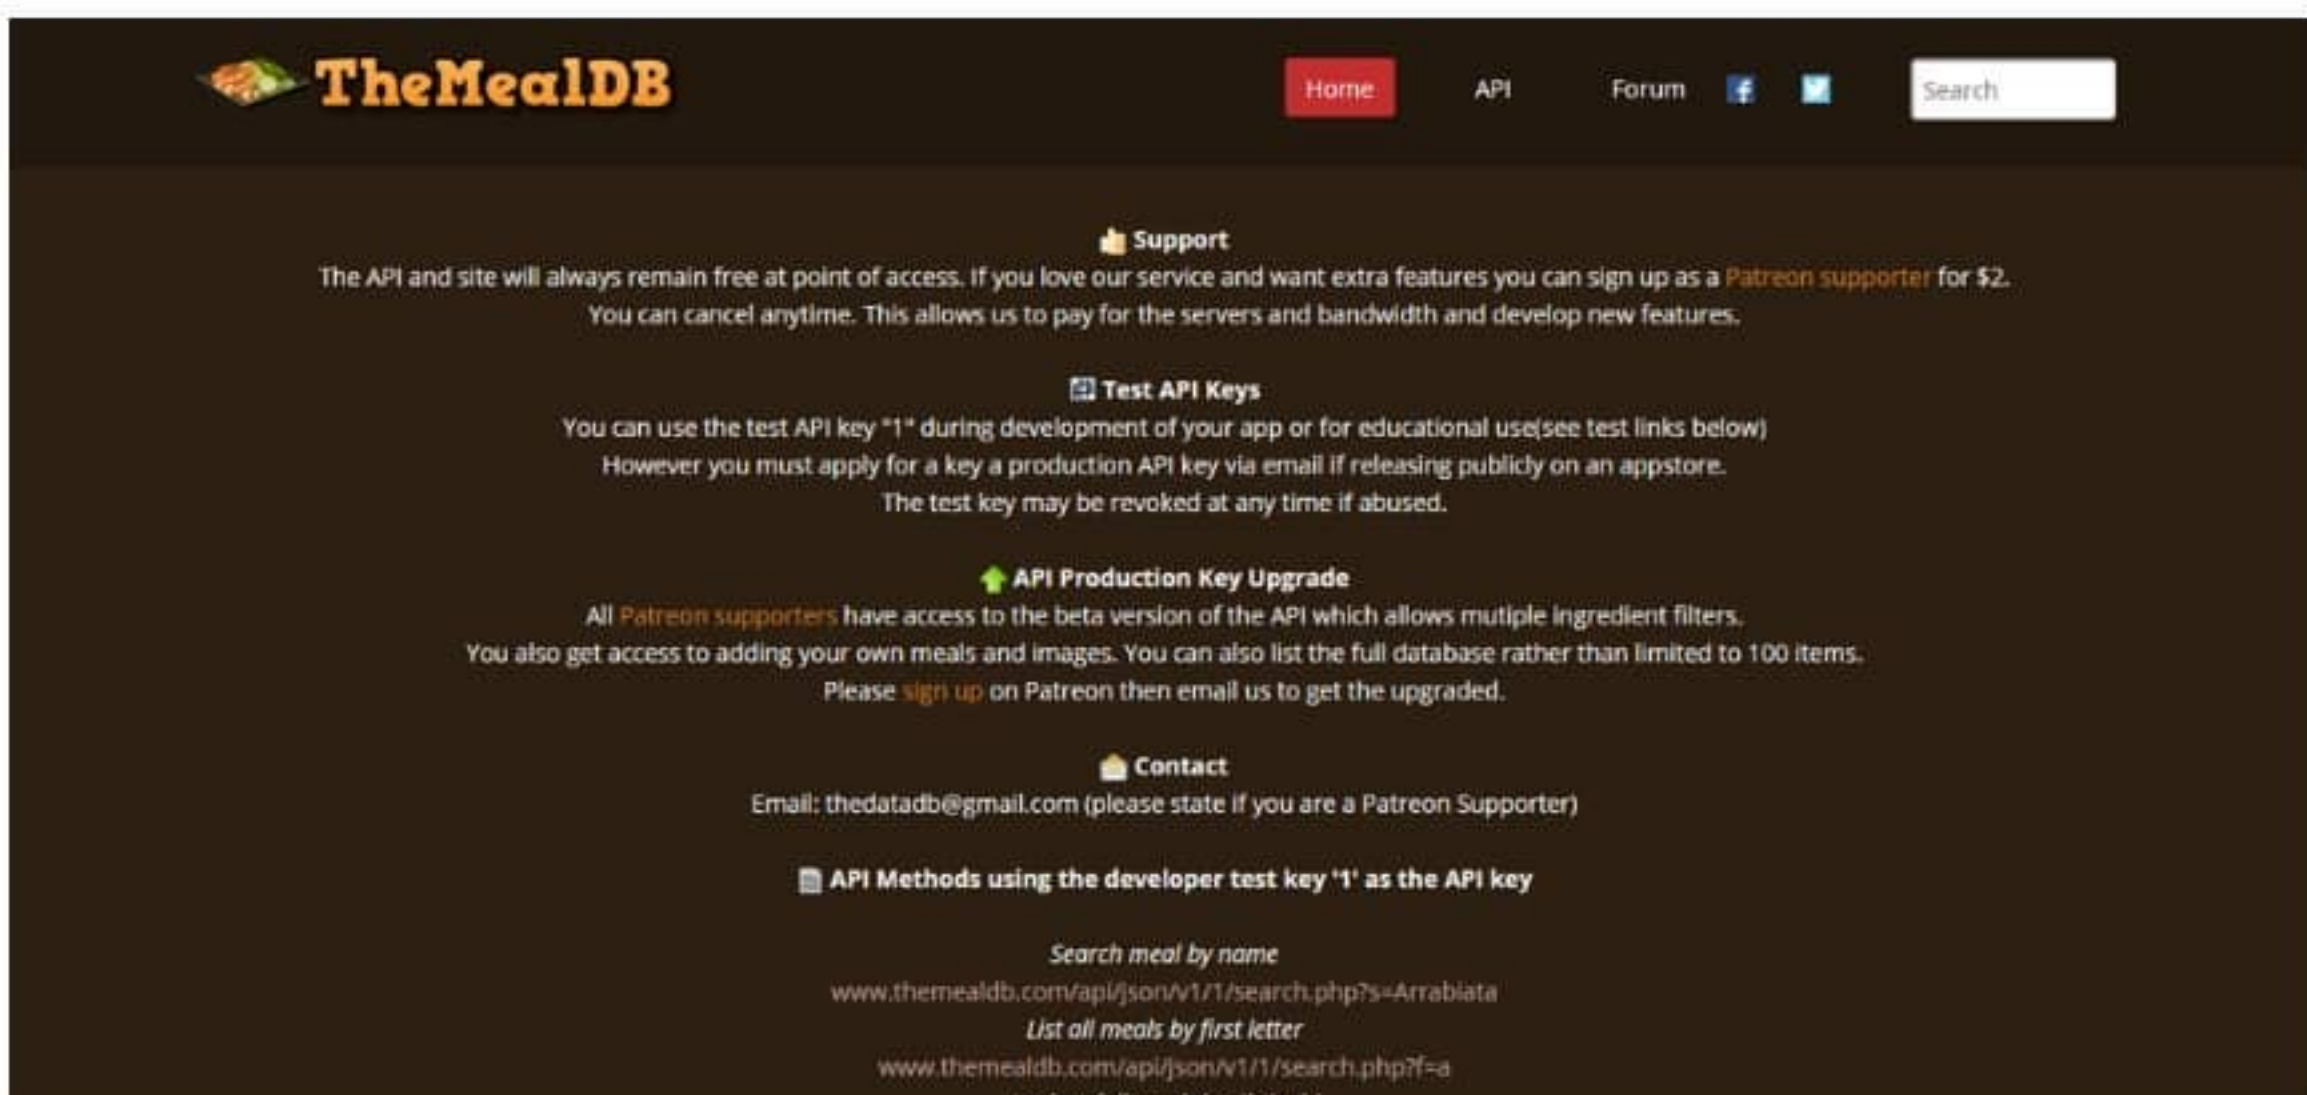 TheMealDB
Home
API
Forum
Search
Support
The API and site will always remain free at point of access. If you love our service and want extra features you can sign up as a Patreon supporter for $2.
You can cancel anytime. This allows us to pay for the servers and bandwidth and develop new features.
Test API Keys
You can use the test API key "1" during development of your app or for educational use(see test links below)
However you must apply for a key a production API key via email if releasing publicly on an appstore.
The test key may be revoked at any time if abused.
API Production Key Upgrade
All Patreon supporters have access to the beta version of the API which allows mutiple ingredient filters.
You also get access to adding your own meals and images. You can also list the full database rather than limited to 100 items.
Please sign up on Patreon then email us to get the upgraded.
Contact
Email: thedatadb@gmail.com (please state if you are a Patreon Supporter)
API Methods using the developer test key '1' as the API key
Search meal by name
www.themealdb.com/api/json/v1/1/search.php?s=Arrabiata
List all meals by first letter
www.themealdb.com/api/json/v1/1/search.php?f=a